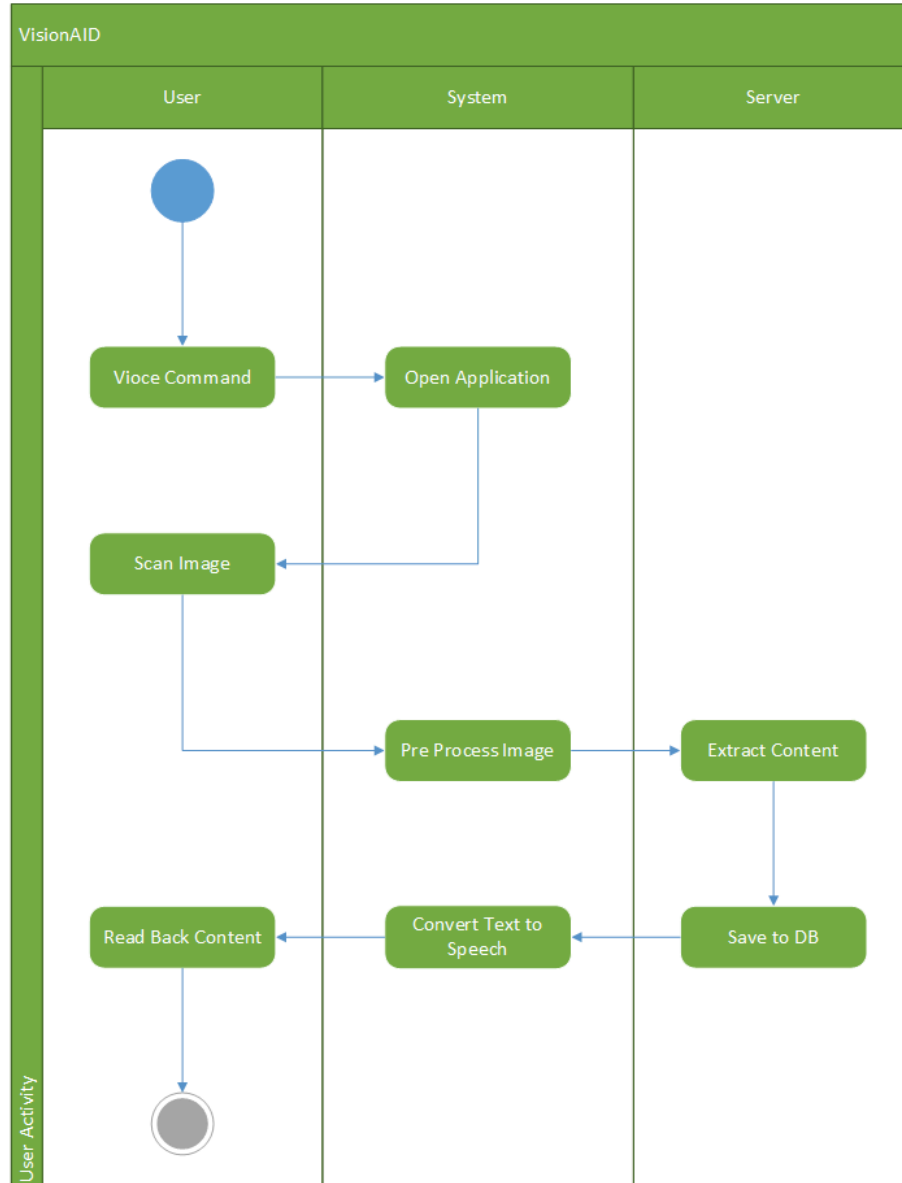 VisionAID
User
System
Server
Vioce Command
Open Application
Scan Image
Pre Process Image
Extract Content
Read Back Content
Convert Text to
Speech
Save to DB
User Activity